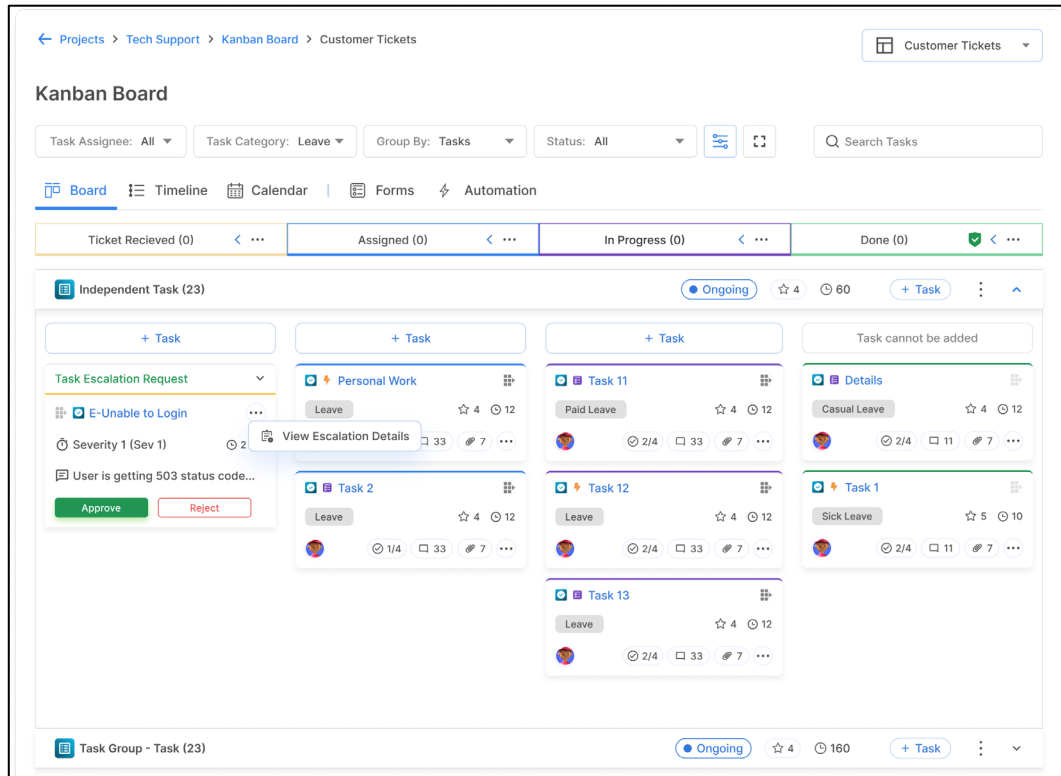 Projects > Tech Support > Kanban Board > Customer Tickets
Customer Tickets
Kanban Board
Task Assignee: All
Task Category: Leave
Group By: Tasks
Status: All
Search Tasks
Board
Timeline
Calendar
Forms
Automation
Ticket Recieved (0)
Assigned (0)
In Progress (0)
Done (0)
Independent Task (23)
Ongoing
4
60
+ Task
+ Task
Task Escalation Request
E-Unable to Login
Severity 1 (Sev 1)
2
User is getting 503 status code...
Approve
Reject
View Escalation Details
+ Task
Personal Work
Leave
4
12
33
7
Task 2
Leave
4
12
1/4
33
7
+ Task
Task 11
Paid Leave
4
12
2/4
33
7
Task 12
Leave
4
12
2/4
33
7
Task 13
Leave
4
12
2/4
33
7
Task cannot be added
Details
Casual Leave
4
12
2/4
11
7
Task 1
Sick Leave
5
10
2/4
11
7
Task Group - Task (23)
Ongoing
4
160
+ Task